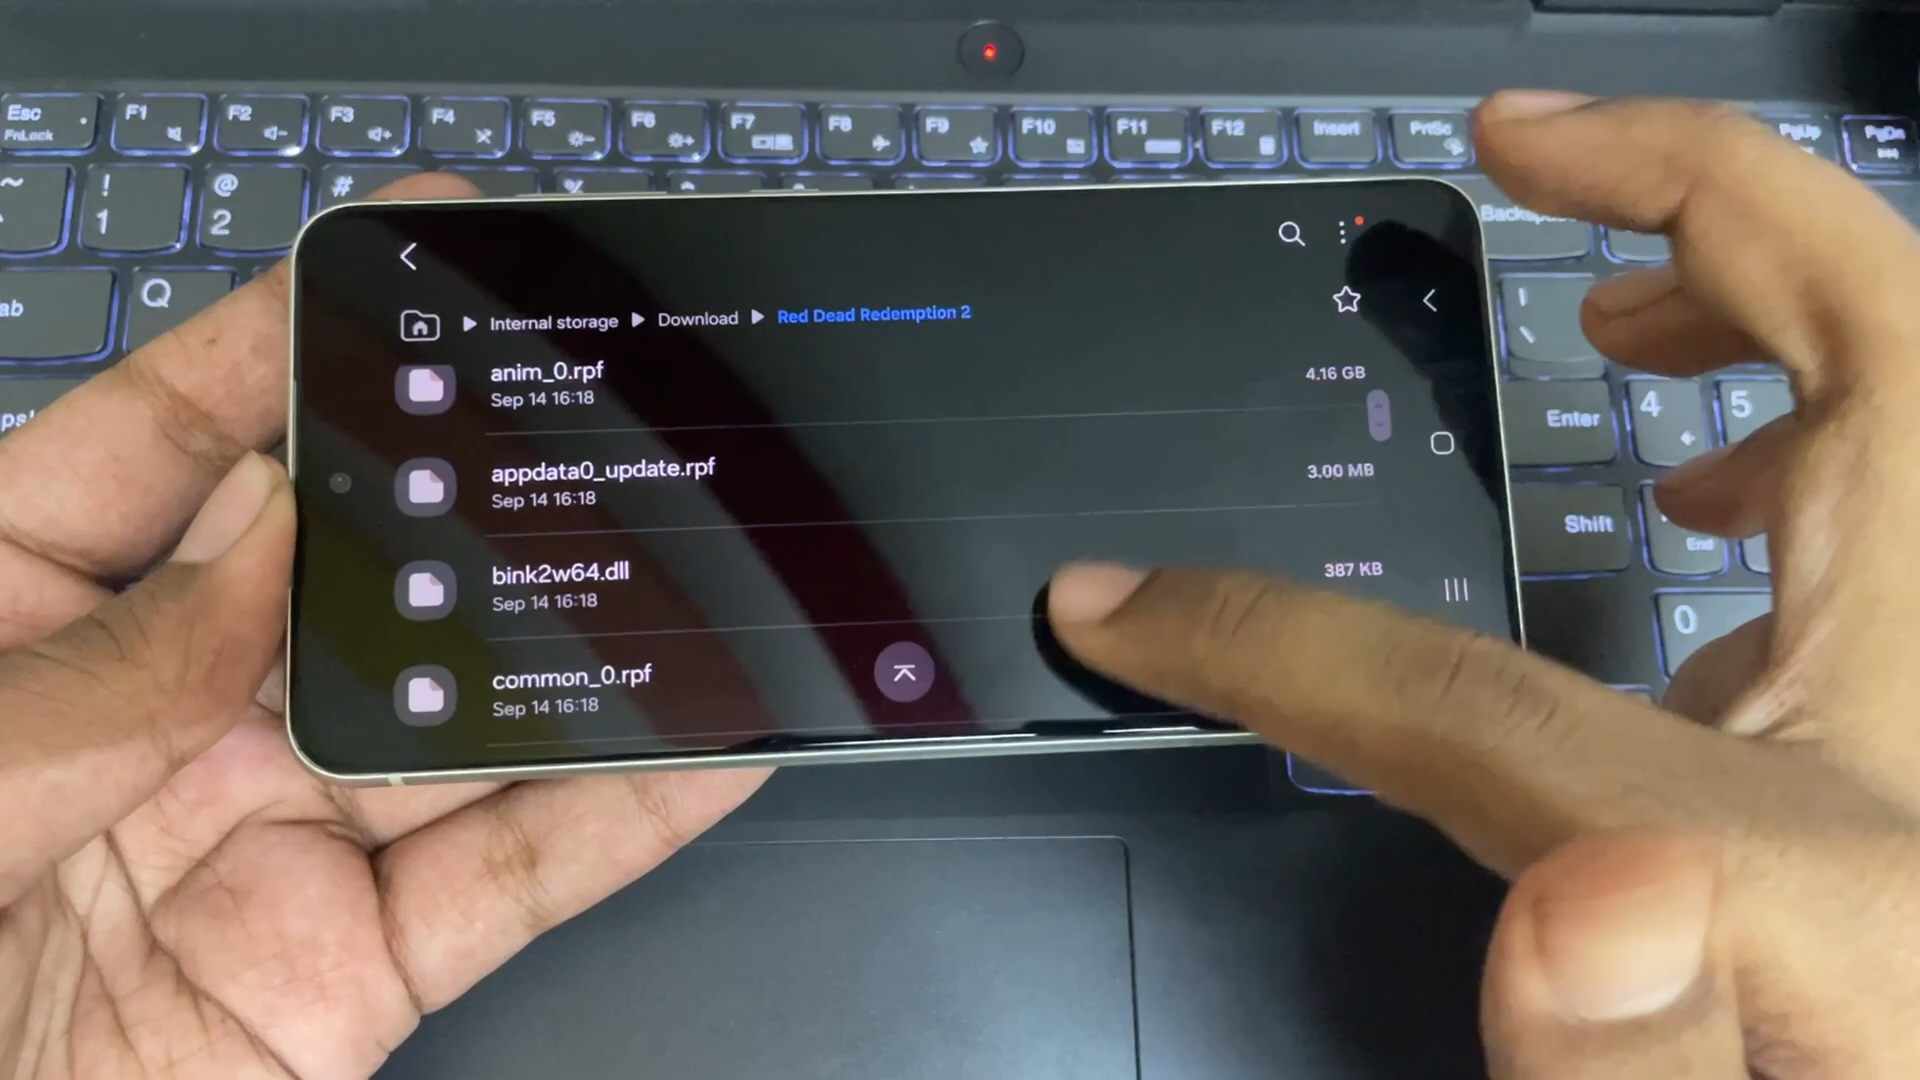 Esc
FnLock
F1
F2
F3
F4
F5
F6
F7
F8
F9
F10
F11
F12
Insert
PrtSc
PgUp
PgDn
~
!
1
@
2
#
%
Q
Enter
4
5
Shift
End
0
Internal storage
Download
Red Dead Redemption 2
anim_0.rpf
4.16 GB
Sep 14 16:18
appdata0_update.rpf
3.00 MB
Sep 14 16:18
bink2w64.dll
387 KB
Sep 14 16:18
common_0.rpf
Sep 14 16:18